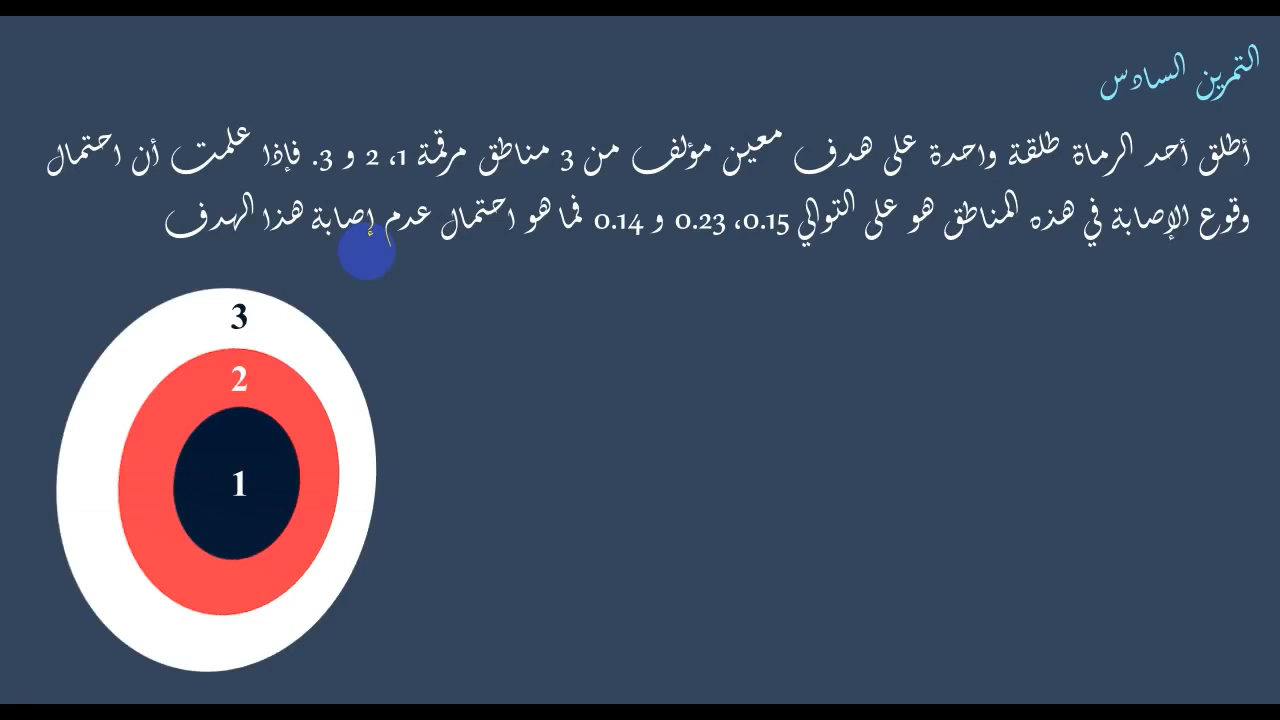 التمرين السادس
أطلق أحد الرماة طلقة واحدة على هدف معين مؤلف من 3 مناطق مرقمة 1، 2 و 3. فإذا علمت أن احتمال
وقوع الإصابة في هذه المناطق هو على التوالي 0.15، 0.23 و 0.14 فما هو احتمال عدم إصابة هذا الهدف
3
2
1